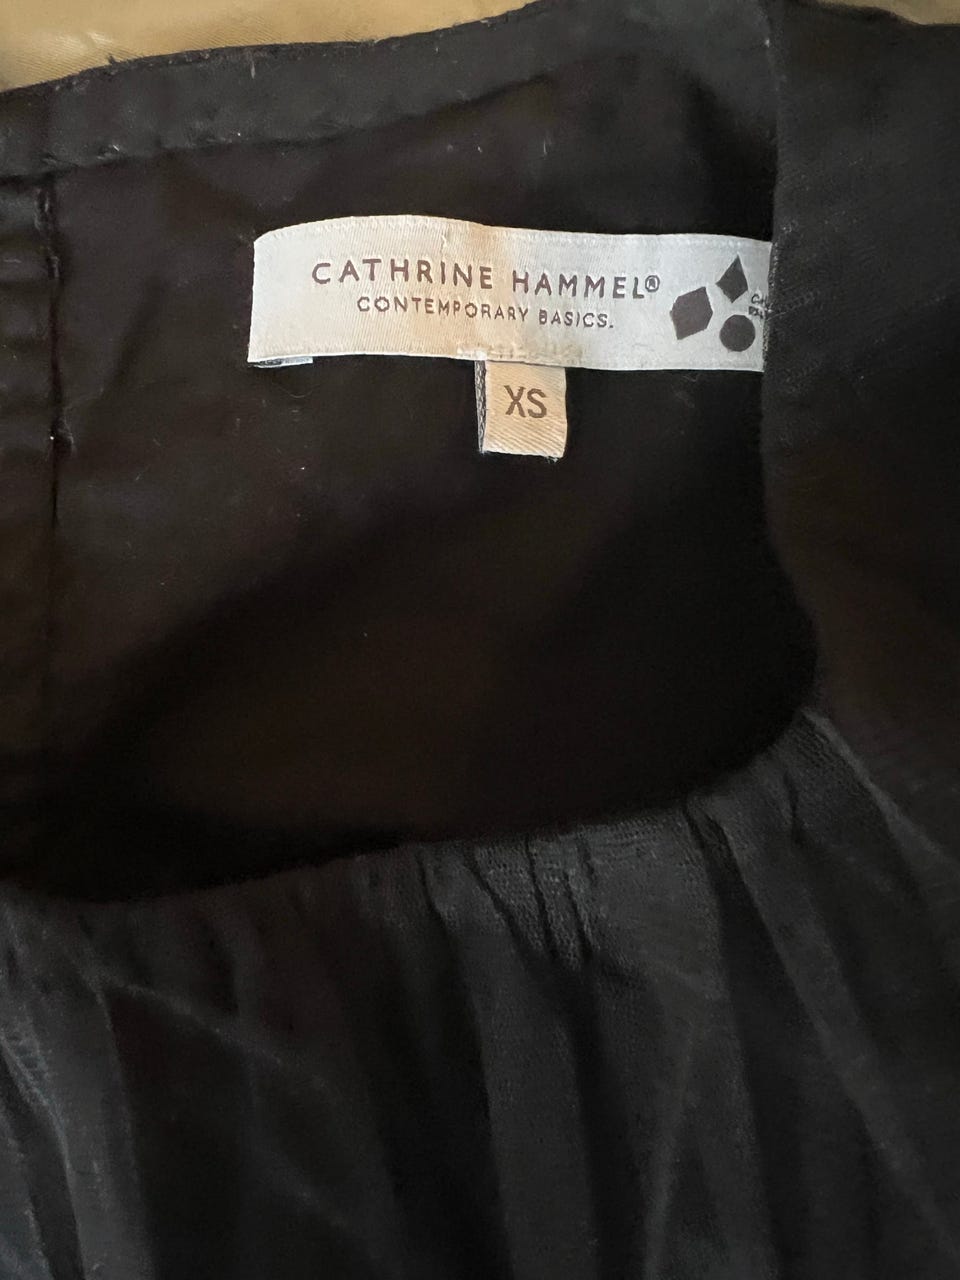 CATHRINE HAMMEL®
CONTEMPORARY BASICS.
XS